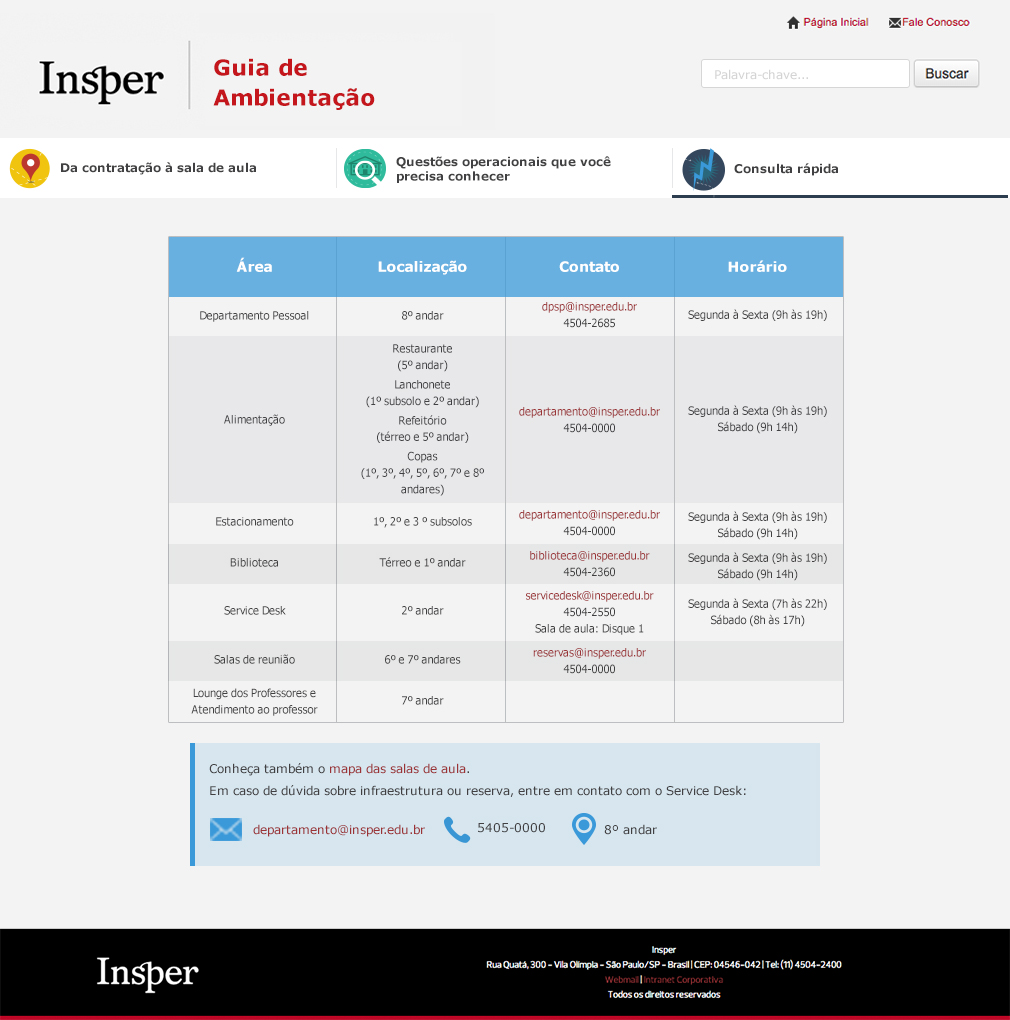 Página Inicial Fale Conosco
Insper
Guia de
Ambientação
Palavra-chave...
Buscar
Da contratação à sala de aula
Questões operacionais que você
precisa conhecer
Consulta rápida
Área Localização Contato Horário
Departamento Pessoal
8º andar
dpsp@insper.edu.br
4504-2685
Segunda à Sexta (9h às 19h)
Alimentação
Restaurante
(5º andar)
Lanchonete
(1º subsolo e 2º andar)
Refeitório
(térreo e 5º andar)
Copas
(1º, 3º, 4º, 5º, 6º, 7º e 8º
andares)
departamento@insper.edu.br
4504-0000
Segunda à Sexta (9h às 19h)
Sábado (9h 14h)
Estacionamento
1º, 2º e 3 º subsolos
departamento@insper.edu.br
4504-0000
Segunda à Sexta (9h às 19h)
Sábado (9h 14h)
Biblioteca
Térreo e 1º andar
biblioteca@insper.edu.br
4504-2360
Segunda à Sexta (9h às 19h)
Sábado (9h 14h)
Service Desk
2º andar
servicedesk@insper.edu.br
4504-2550
Sala de aula: Disque 1
Segunda à Sexta (7h às 22h)
Sábado (8h às 17h)
Salas de reunião
6º e 7º andares
reservas@insper.edu.br
4504-0000
Lounge dos Professores e
Atendimento ao professor
7º andar
Conheça também o mapa das salas de aula.
Em caso de dúvida sobre infraestrutura ou reserva, entre em contato com o Service Desk:
departamento@insper.edu.br 5405-0000 8º andar
Insper
Insper
Rua Quatá, 300 - Vila Olímpia - São Paulo/SP - Brasil | CEP: 04546-042 | Tel: (11) 4504-2400
Webmail | Intranet Corporativa
Todos os direitos reservados